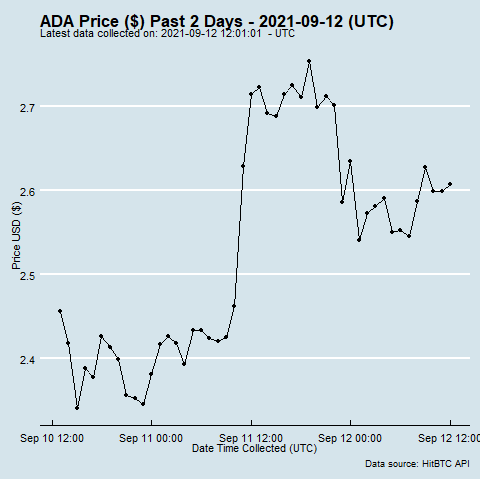 ADA Price ($) Past 2 Days - 2021-09-12 (UTC)
Latest data collected on: 2021-09-12 12:01:01  - UTC
2.7
2.6
2.5
2.4
Price USD ($)
Sep 10 12:00 Sep 11 00:00 Sep 11 12:00 Sep 12 00:00 Sep 12 12:00
Date Time Collected (UTC)
Data source: HitBTC API